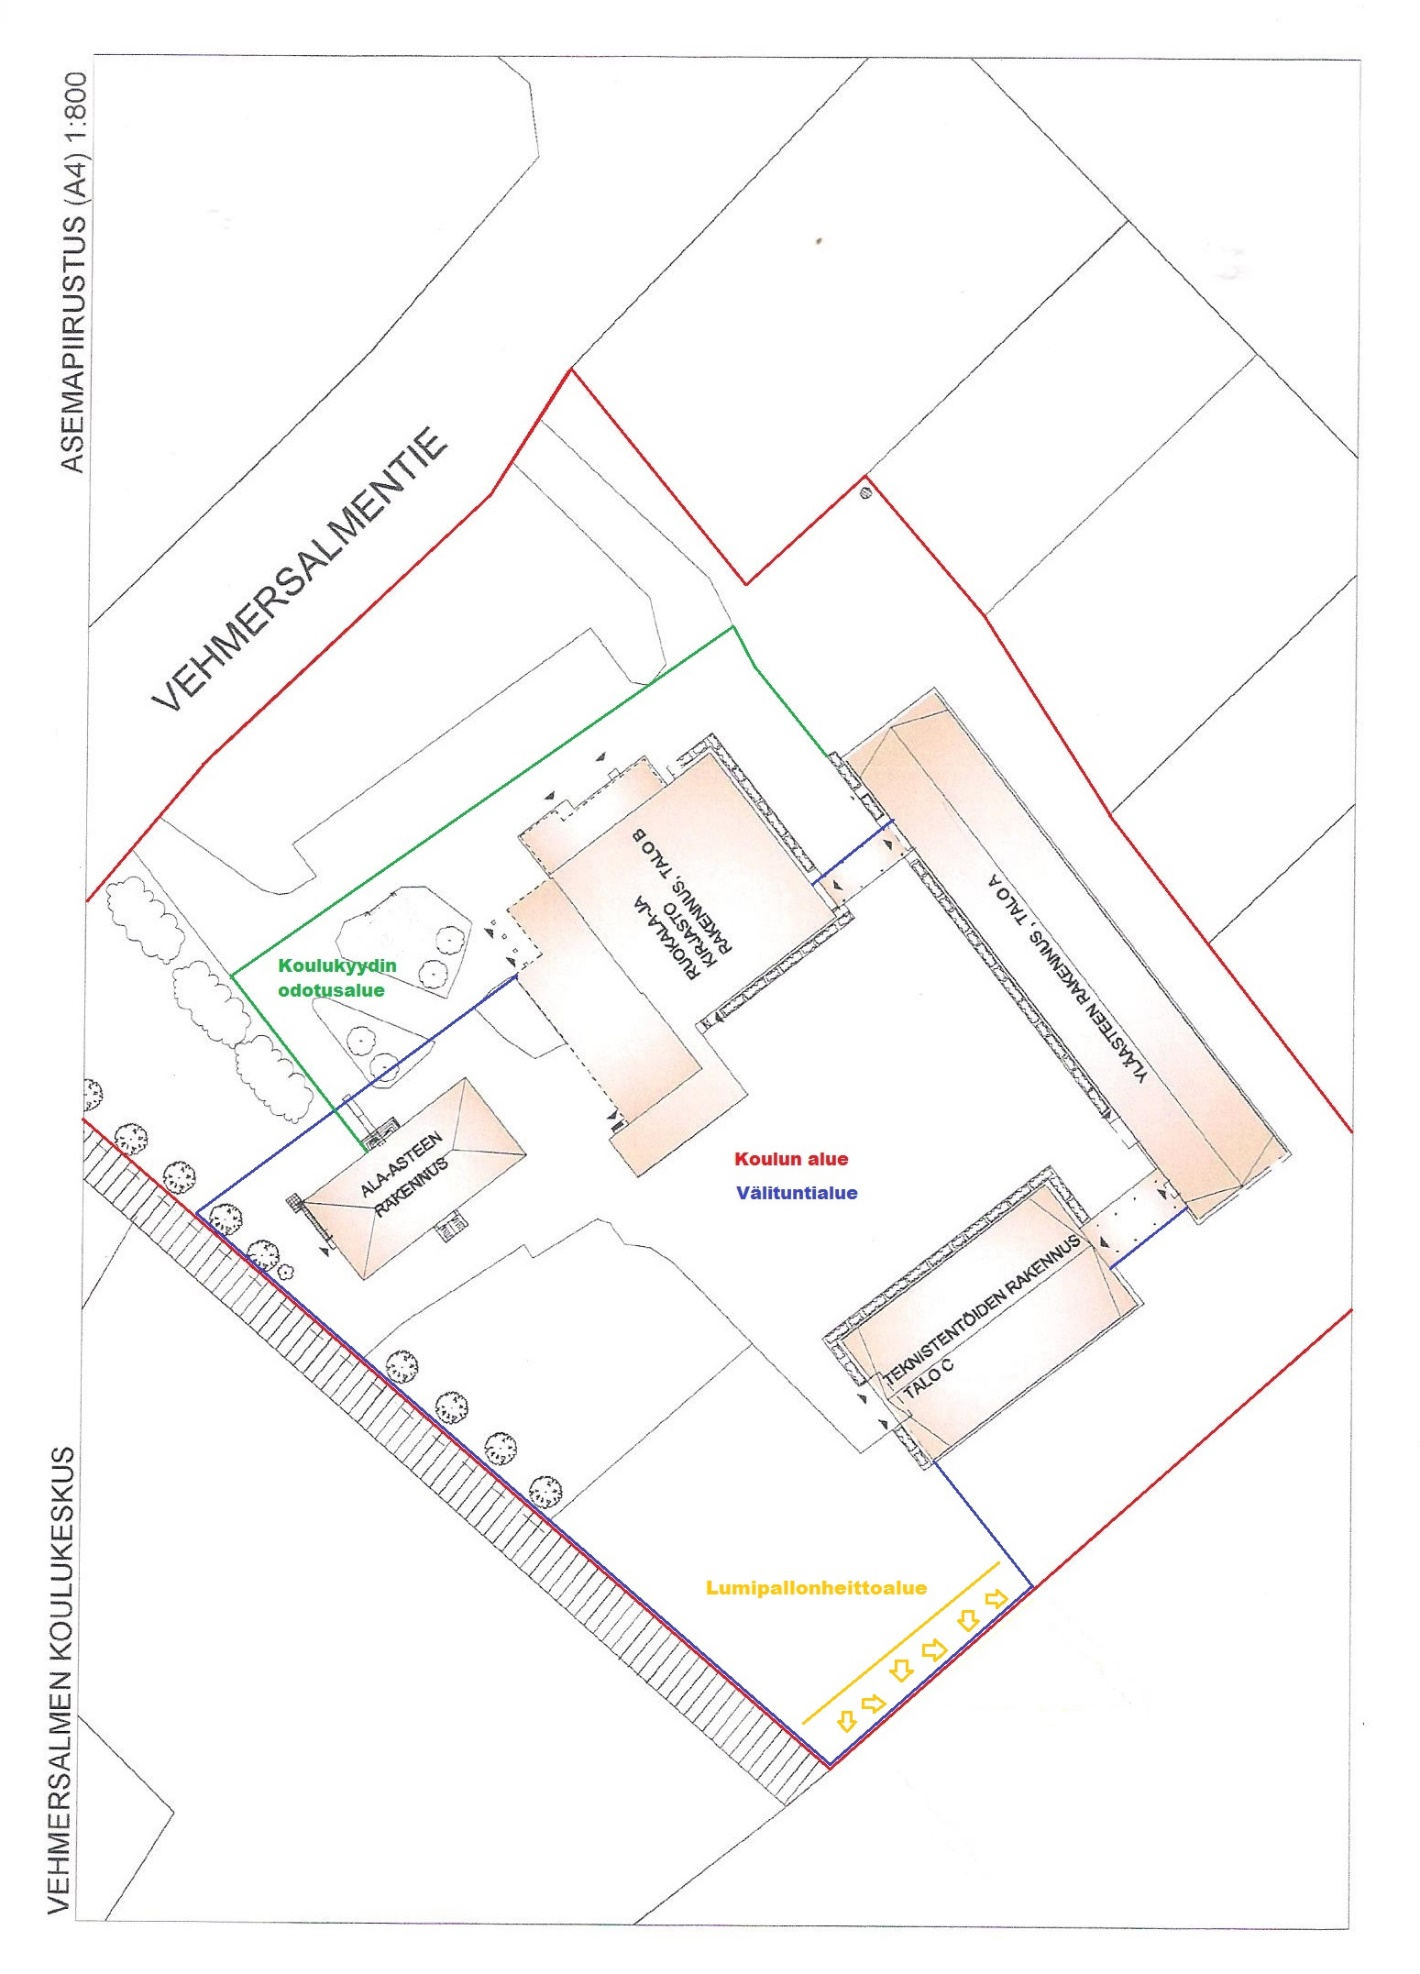 ASEMAPIIRUSTUS (A4) 1:800
VEHMERSALMEN KOULUKESKUS
VEHMERSALMENTIE
RUOKALA-JA
KIRJASTO
RAKENNUS, TALO B
YLÄASTEEN RAKENNUS, TALO A
Koulukyydin
odotusalue
ALA-ASTEEN
RAKENNUS
Koulun alue
Välituntialue
TEKNISTENTÖIDEN RAKENNUS
TALO C
Lumipallonheittoalue